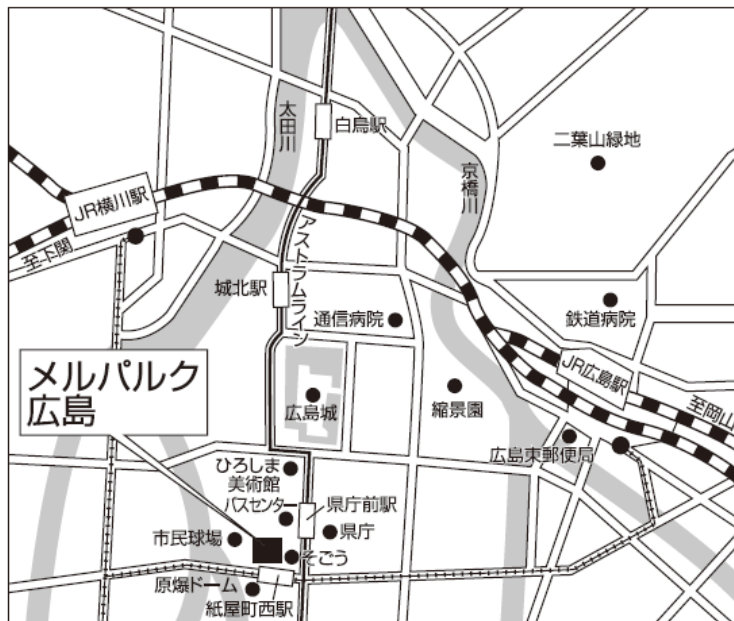 太田川
白鳥駅
二葉山緑地
京橋川
JR横川駅
至下関
アストラムライン
城北駅
通信病院
鉄道病院
JR広島駅
メルパルク
広島
広島城
縮景園
至岡山
広島東郵便局
ひろしま
美術館
バスセンター
県庁前駅
市民球場
県庁
そごう
原爆ドーム
紙屋町西駅